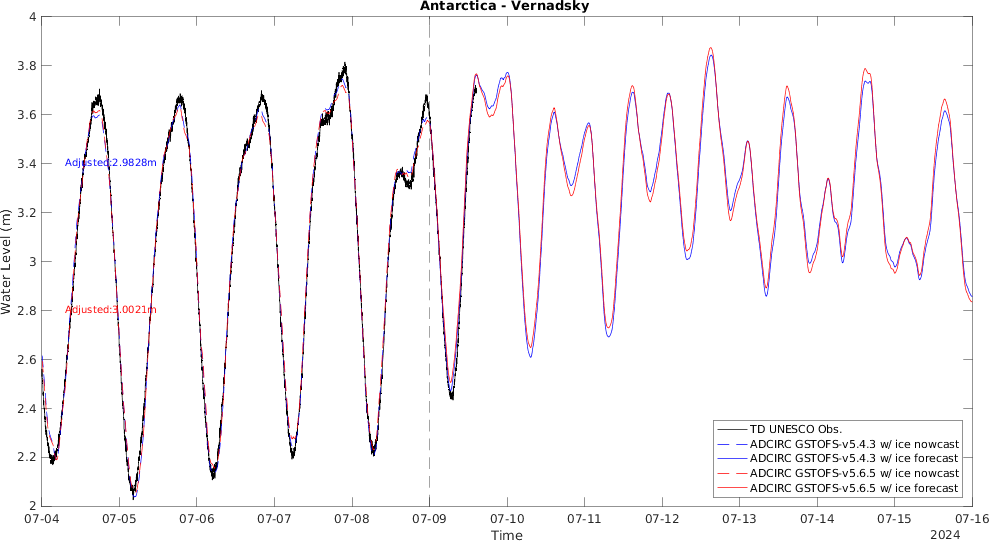 Antarctica - Vernadsky
4
3.8
3.6
3.4
3.2
3
2.8
2.6
2.4
2.2
2
Water Level (m)
Adjusted:2.9828m
Adjusted:3.0021m
TD UNESCO Obs.
ADCIRC GSTOFS-v5.4.3 w/ ice nowcast
ADCIRC GSTOFS-v5.4.3 w/ ice forecast
ADCIRC GSTOFS-v5.6.5 w/ ice nowcast
ADCIRC GSTOFS-v5.6.5 w/ ice forecast
07-04 07-05 07-06 07-07 07-08 07-09 07-10 07-11 07-12 07-13 07-14 07-15 07-16
Time
2024